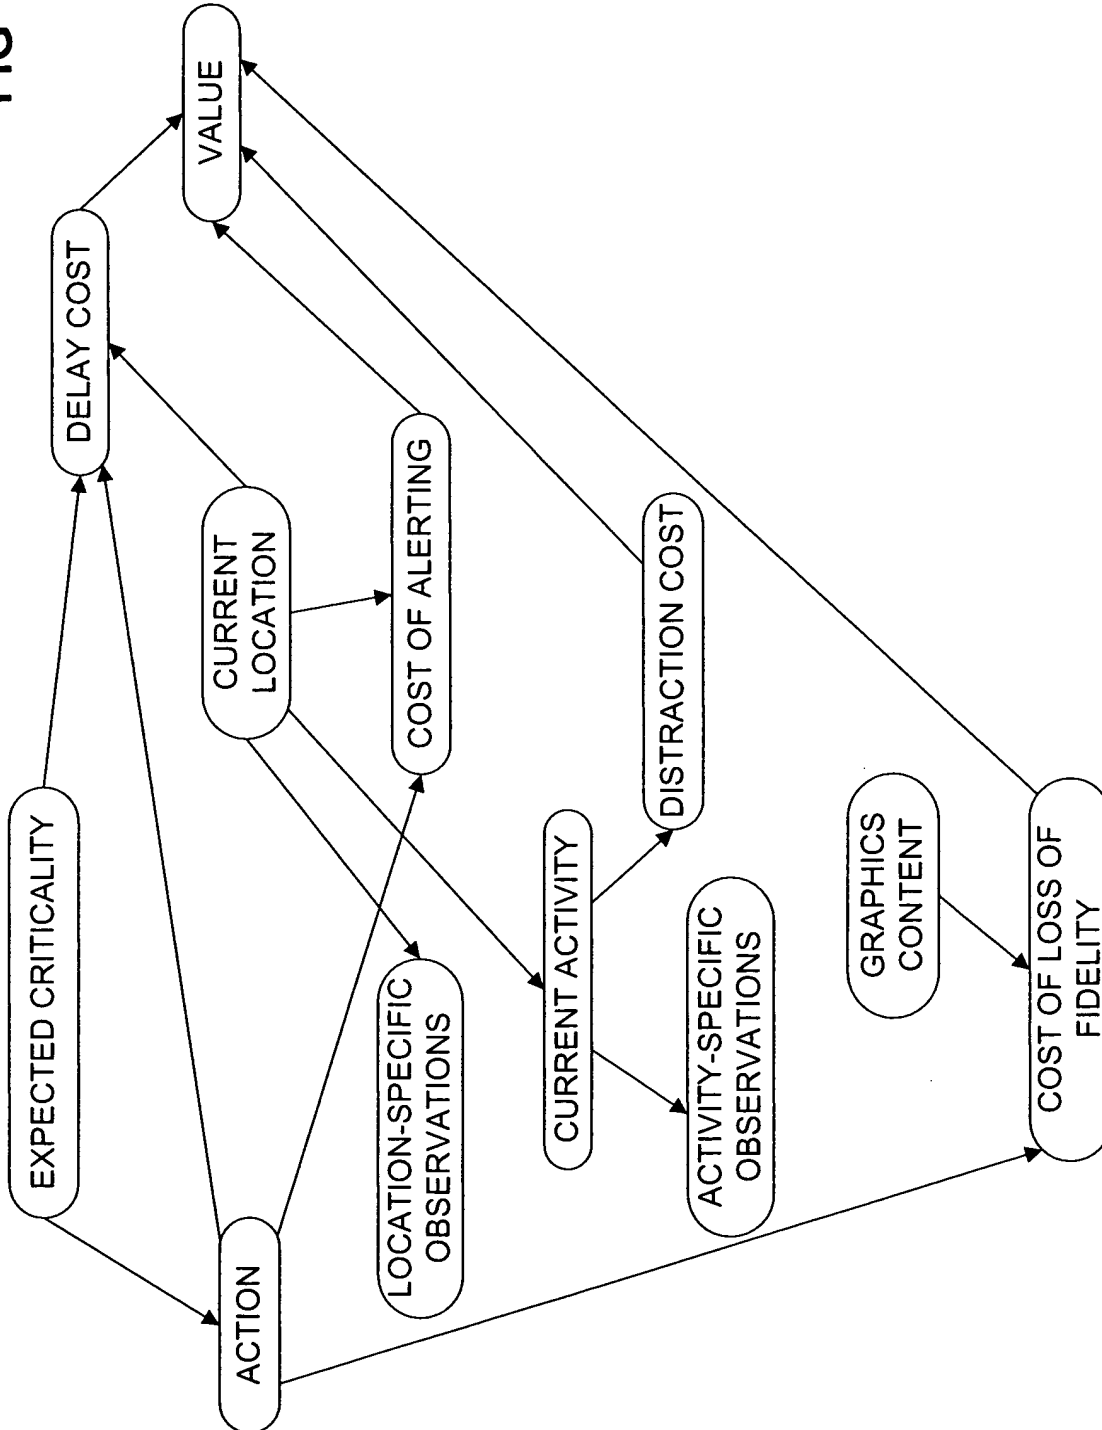 EXPECTED CRITICALITY
DELAY COST
ACTION
CURRENT
LOCATION
VALUE
LOCATION-SPECIFIC
OBSERVATIONS
COST OF ALERTING
CURRENT ACTIVITY
ACTIVITY-SPECIFIC
OBSERVATIONS
DISTRACTION COST
GRAPHICS
CONTENT
COST OF LOSS OF
FIDELITY